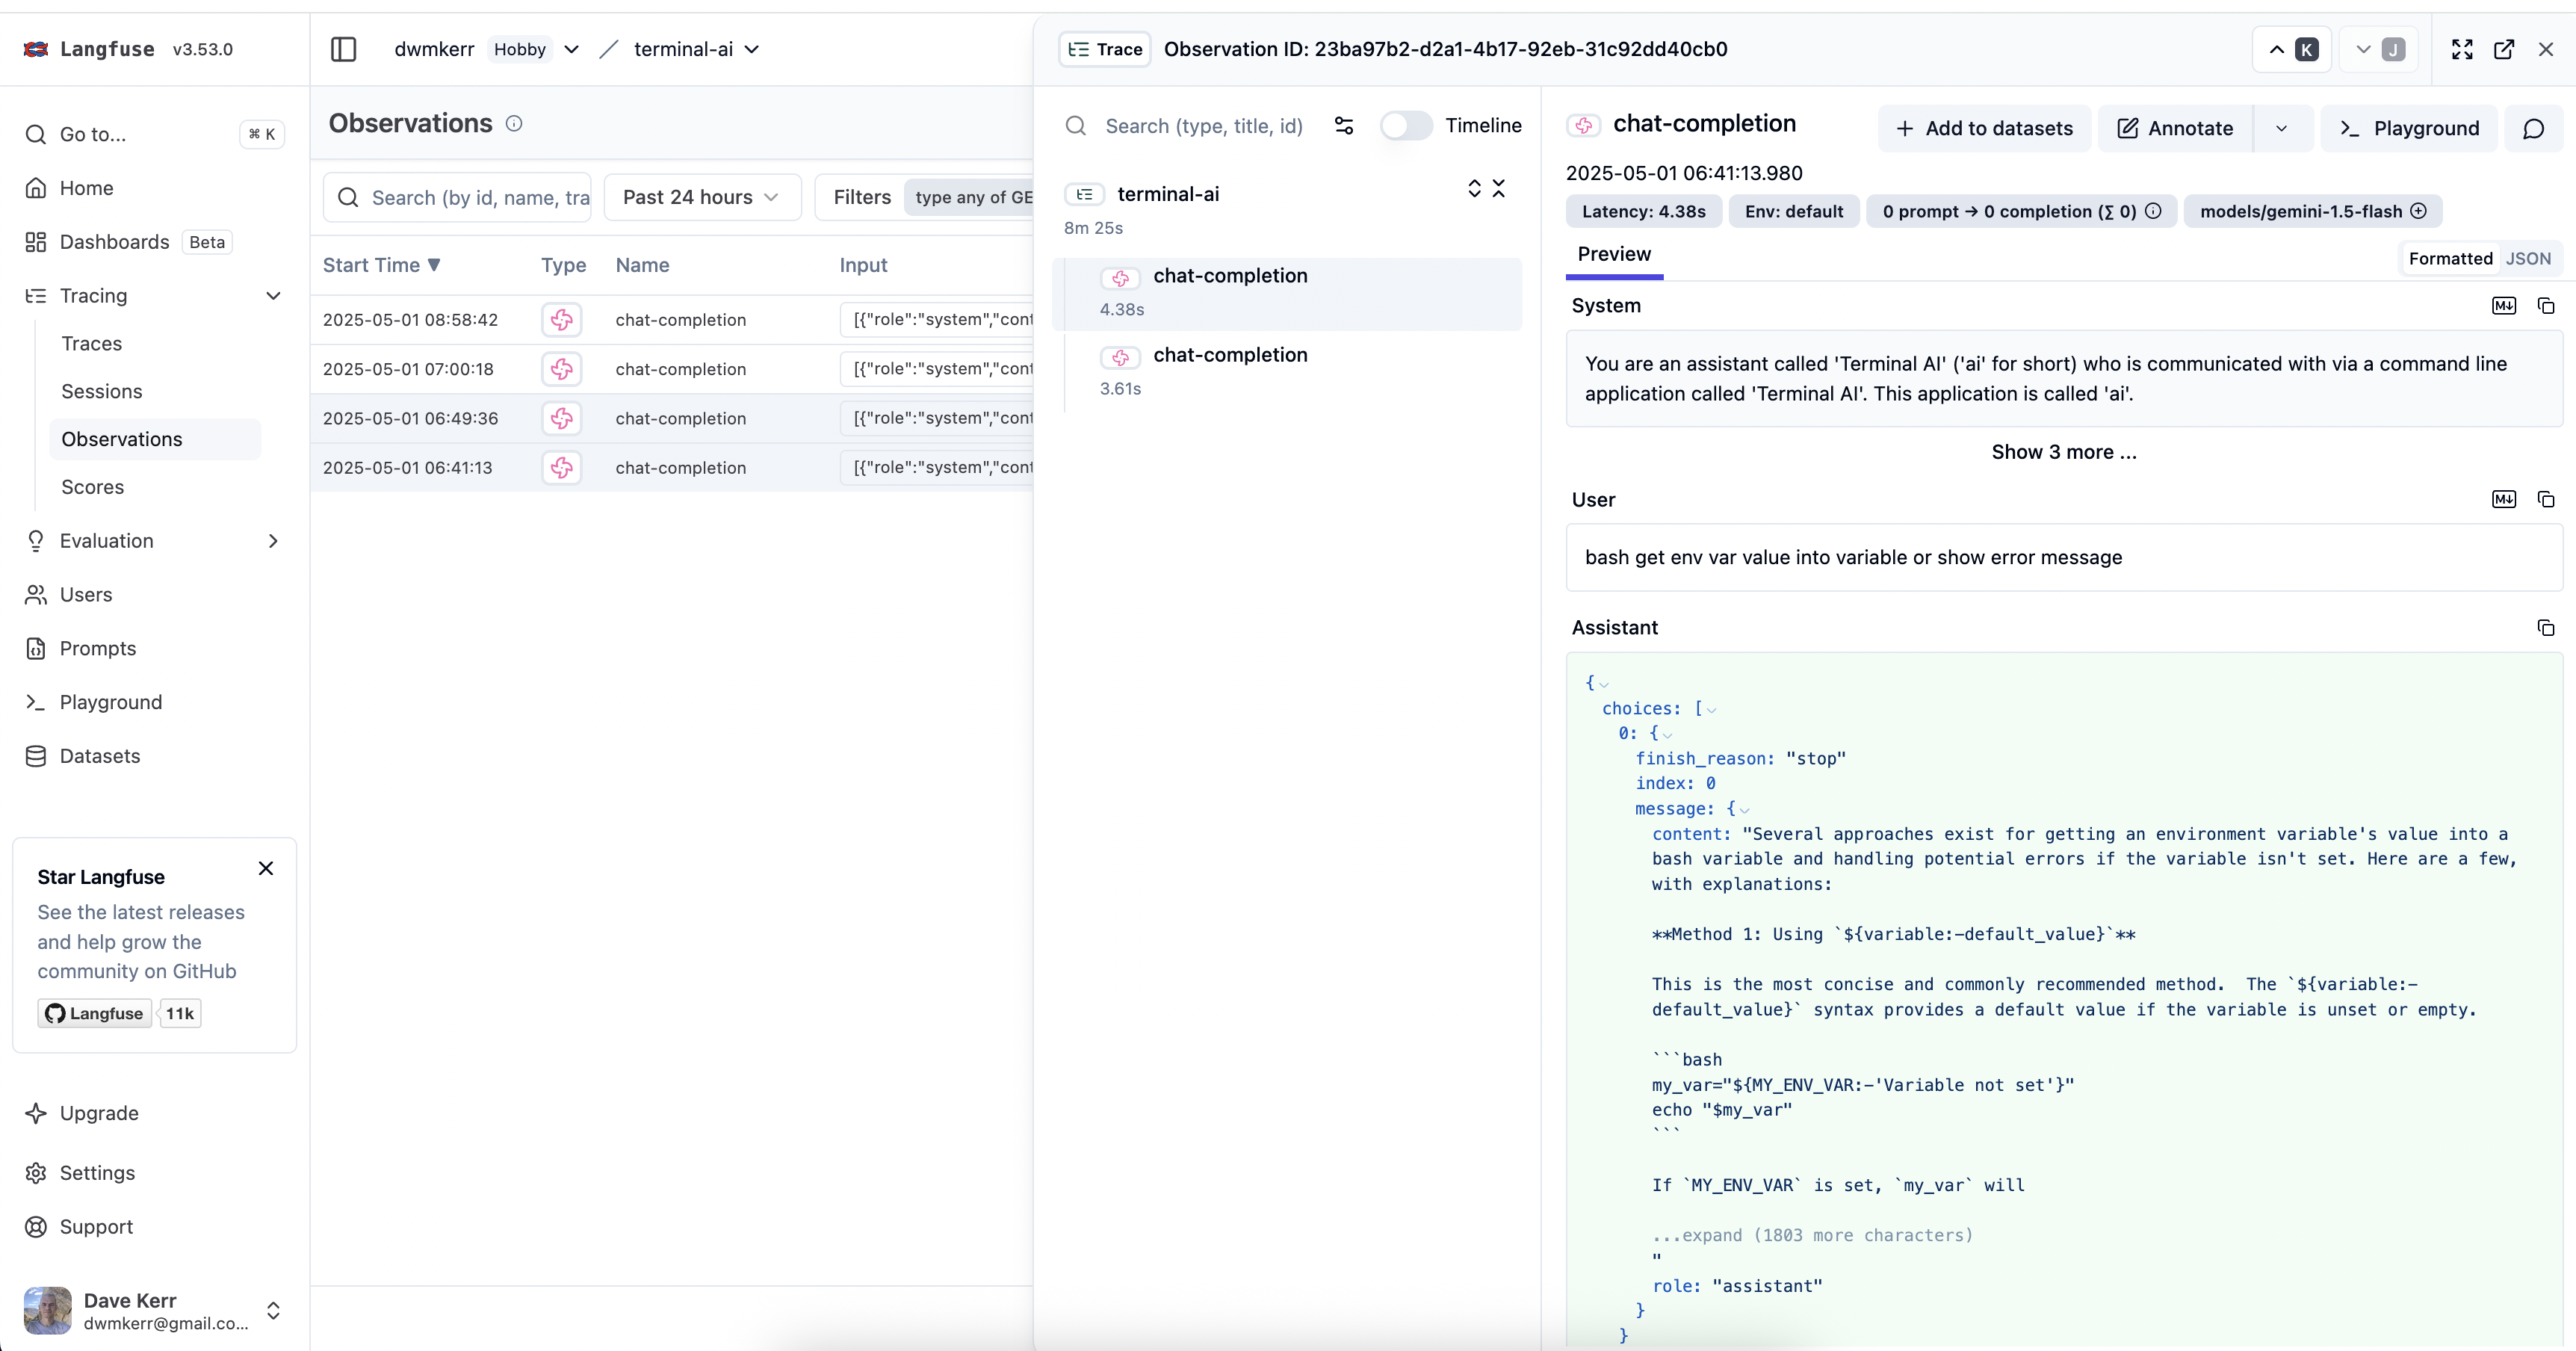 Langfuse v3.53.0
Go to...
⌘ K
Home
Dashboards Beta
Tracing
Traces
Sessions
Observations
Scores
Evaluation
Users
Prompts
Playground
Datasets
Star Langfuse
See the latest releases
and help grow the
community on GitHub
Langfuse 11k
Upgrade
Settings
Support
Dave Kerr
dwmkerr@gmail.co...
dwmkerr Hobby / terminal-ai
Observations
Search (by id, name, tra
Past 24 hours
Filters type any of GE
Start Time ▼ Type Name Input
2025-05-01 08:58:42 chat-completion [{"role":"system","cont
2025-05-01 07:00:18 chat-completion [{"role":"system","cont
2025-05-01 06:49:36 chat-completion [{"role":"system","cont
2025-05-01 06:41:13 chat-completion [{"role":"system","cont
Trace Observation ID: 23ba97b2-d2a1-4b17-92eb-31c92dd40cb0
K
J
Search (type, title, id)
Timeline
terminal-ai
8m 25s
chat-completion
4.38s
chat-completion
3.61s
chat-completion
Add to datasets
Annotate
Playground
2025-05-01 06:41:13.980
Latency: 4.38s Env: default 0 prompt → 0 completion (∑ 0) models/gemini-1.5-flash
Preview
Formatted JSON
System
You are an assistant called 'Terminal AI' ('ai' for short) who is communicated with via a command line
application called 'Terminal AI'. This application is called 'ai'.
Show 3 more ...
User
bash get env var value into variable or show error message
Assistant
{
choices: [
0: {
finish_reason: "stop"
index: 0
message: {
content: "Several approaches exist for getting an environment variable's value into a
bash variable and handling potential errors if the variable isn't set. Here are a few,
with explanations:
**Method 1: Using `${variable:-default_value}`**
This is the most concise and commonly recommended method.  The `${variable:-
default_value}` syntax provides a default value if the variable is unset or empty.
```bash
my_var="${MY_ENV_VAR:-'Variable not set'}"
echo "$my_var"
```
If `MY_ENV_VAR` is set, `my_var` will
...expand (1803 more characters)
"
role: "assistant"
}
}